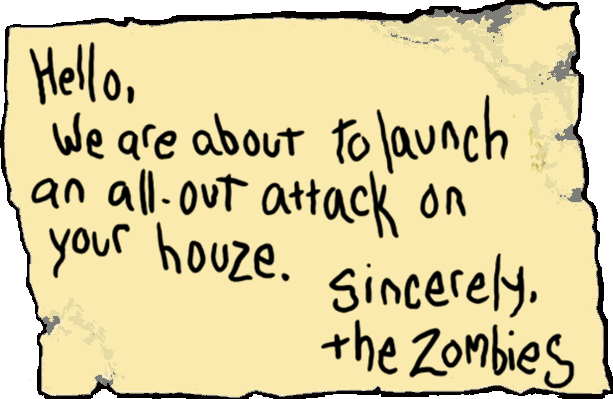 Hello,
We are about to launch
an all-out attack on
your houze.
Sincerely,
the Zombies